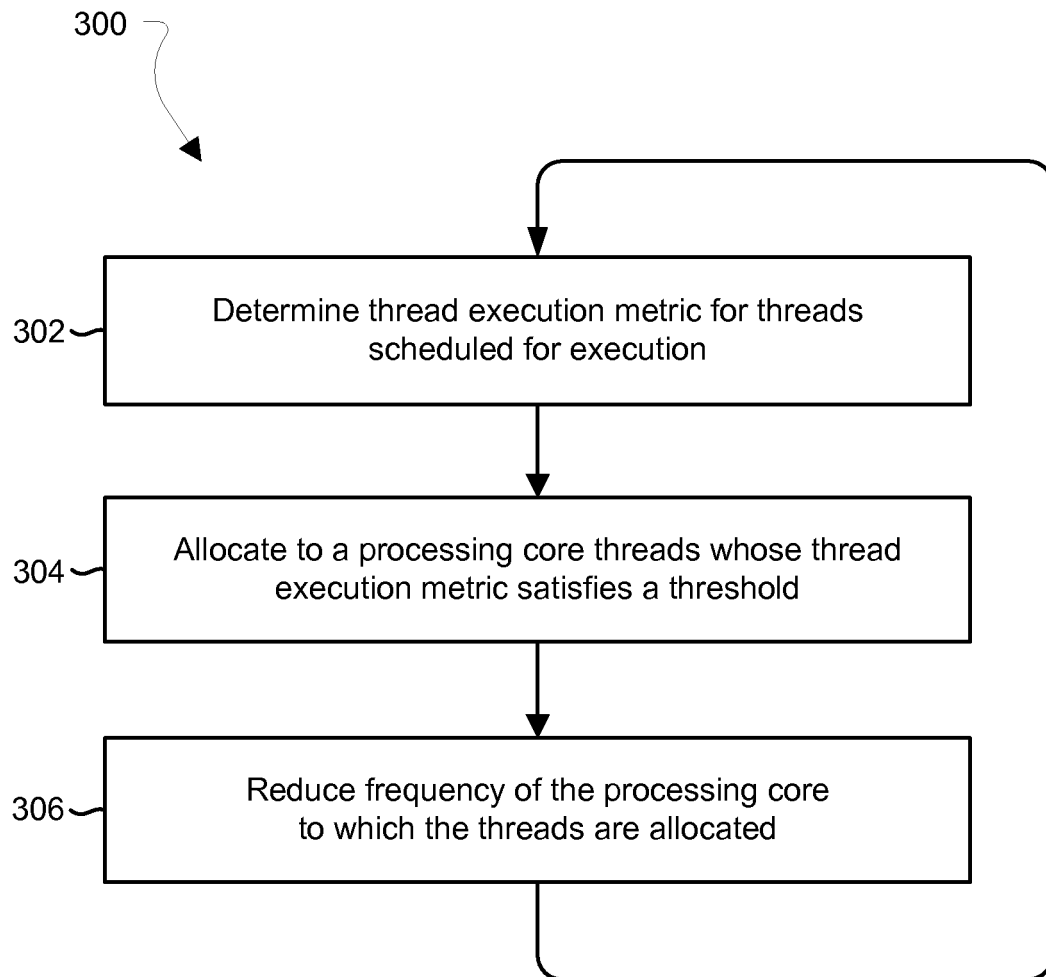 300
302
Determine thread execution metric for threads
scheduled for execution
304
Allocate to a processing core threads whose thread
execution metric satisfies a threshold
306
Reduce frequency of the processing core
to which the threads are allocated